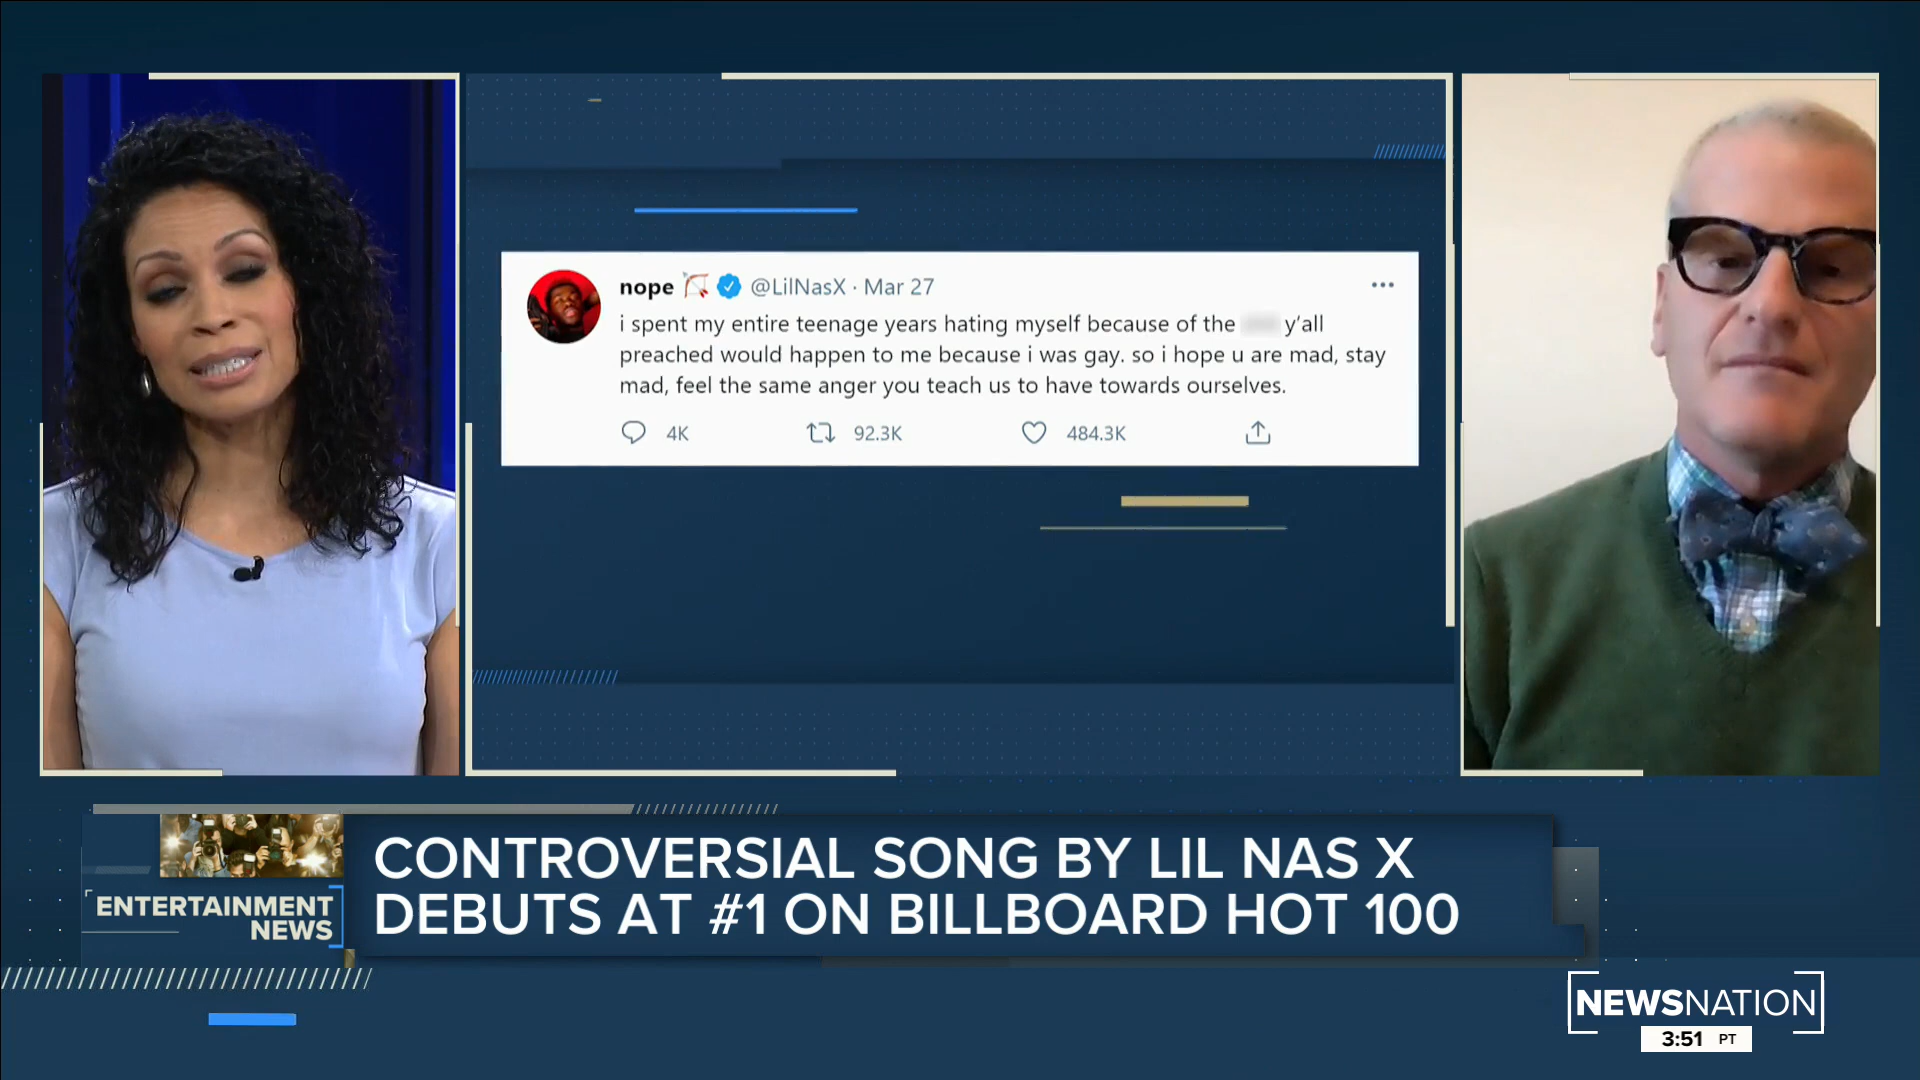 nope @LilNasX · Mar 27
i spent my entire teenage years hating myself because of the y'all
preached would happen to me because i was gay. so i hope u are mad, stay
mad, feel the same anger you teach us to have towards ourselves.
4K 92.3K 484.3K
CONTROVERSIAL SONG BY LIL NAS X
DEBUTS AT #1 ON BILLBOARD HOT 100
ENTERTAINMENT
NEWS
NEWSNATION
3:51 PT